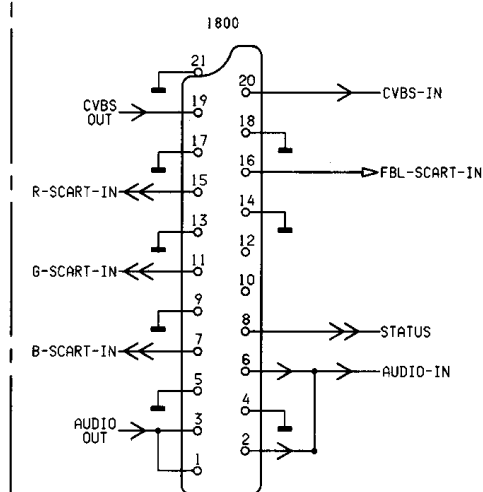 1800
21
20
CVBS-IN
CVBS
OUT
19
18
17
16
FBL-SCART-IN
R-SCART-IN
15
14
13
12
G-SCART-IN
11
10
9
8
STATUS
B-SCART-IN
7
6
AUDIO-IN
5
4
AUDIO
OUT
3
2
1